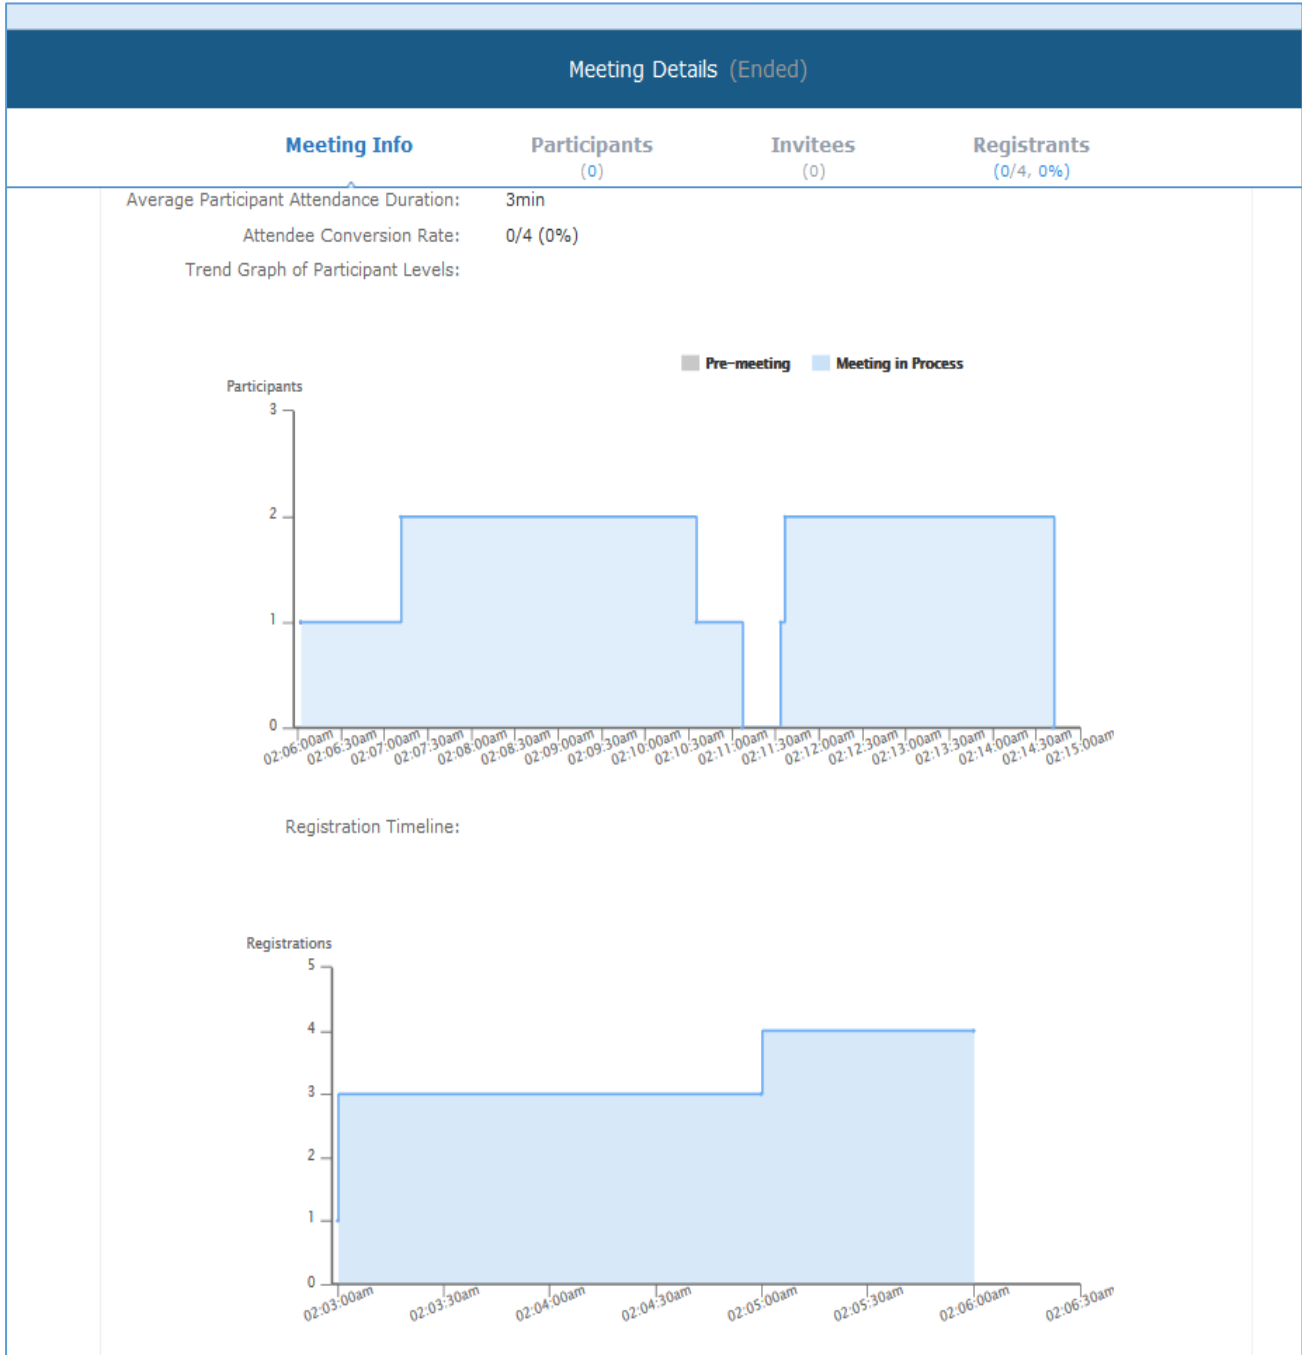 Meeting Details (Ended)
Meeting Info Participants Invitees Registrants
(0) (0) (0/4, 0%)
Average Participant Attendance Duration: 3min
Attendee Conversion Rate: 0/4 (0%)
Trend Graph of Participant Levels:
Pre-meeting Meeting in Process
Participants
3
2
1
0
02:06:00am 02:06:30am 02:07:00am 02:07:30am 02:08:00am 02:08:30am 02:09:00am 02:09:30am 02:10:00am 02:10:30am 02:11:00am 02:11:30am 02:12:00am 02:12:30am 02:13:00am 02:13:30am 02:14:00am 02:14:30am 02:15:00am
Registration Timeline:
Registrations
5
4
3
2
1
0
02:03:00am 02:03:30am 02:04:00am 02:04:30am 02:05:00am 02:05:30am 02:06:00am 02:06:30am